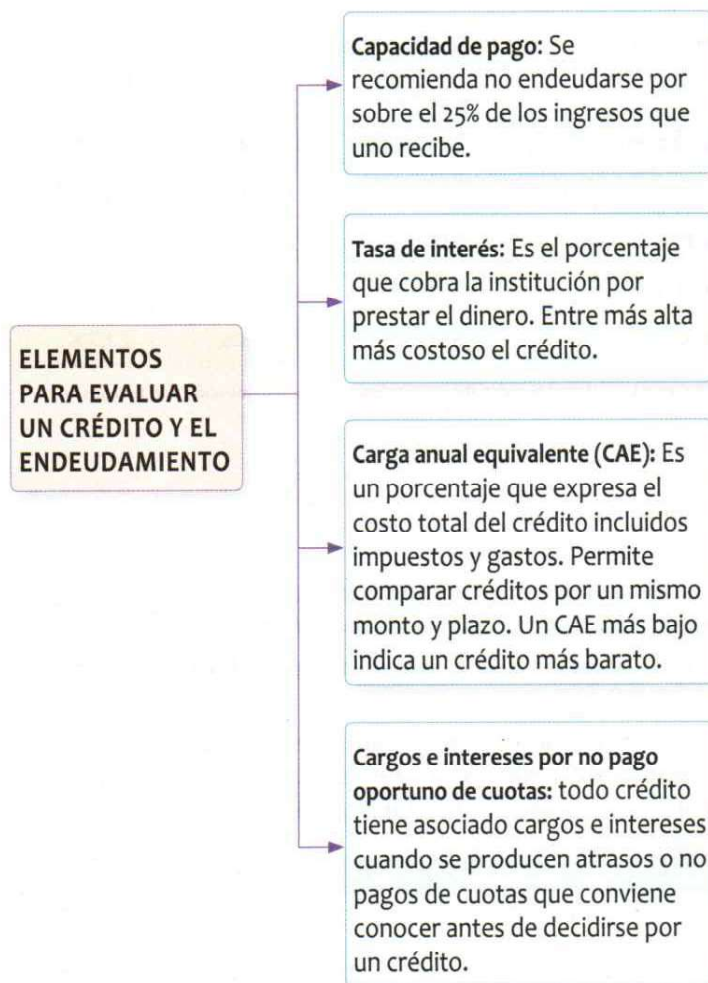 Capacidad de pago: Se
recomienda no endeudarse por
sobre el 25% de los ingresos que
uno recibe.
Tasa de interés: Es el porcentaje
que cobra la institución por
prestar el dinero. Entre más alta
más costoso el crédito.
ELEMENTOS
PARA EVALUAR
UN CRÉDITO Y EL
ENDEUDAMIENTO
Carga anual equivalente (CAE): Es
un porcentaje que expresa el
costo total del crédito incluidos
impuestos y gastos. Permite
comparar créditos por un mismo
monto y plazo. Un CAE más bajo
indica un crédito más barato.
Cargos e intereses por no pago
oportuno de cuotas: todo crédito
tiene asociado cargos e intereses
cuando se producen atrasos o no
pagos de cuotas que conviene
conocer antes de decidirse por
un crédito.